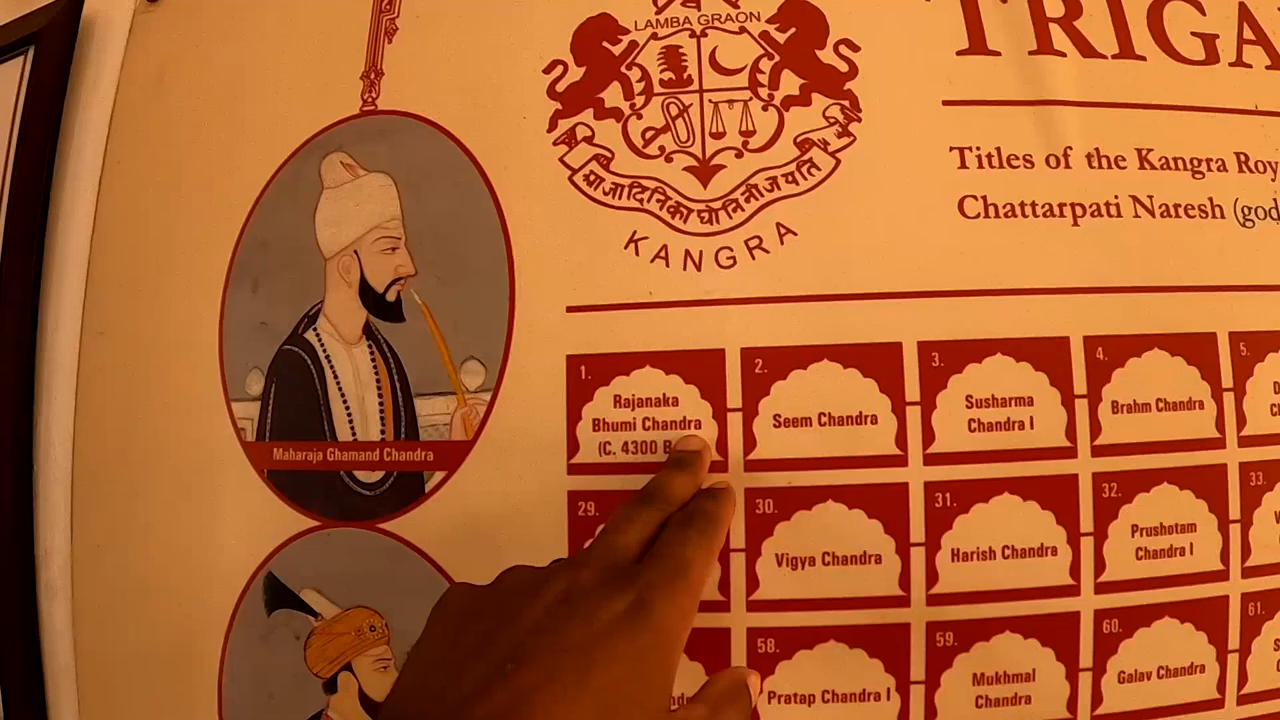 LAMBA GRAON
KANGRA
TRIGA
Titles of the Kangra Roy
Chattarpati Naresh (god
Maharaja Ghamand Chandra
1.
Rajanaka
Bhumi Chandra
(C. 4300 B
2.
Seem Chandra
3.
Susharma
Chandra I
4.
Brahm Chandra
5.
29.
30.
Vigya Chandra
31.
Harish Chandra
32.
Prushotam
Chandra I
33.
58.
Pratap Chandra I
59.
Mukhmal
Chandra
60.
Galav Chandra
61.